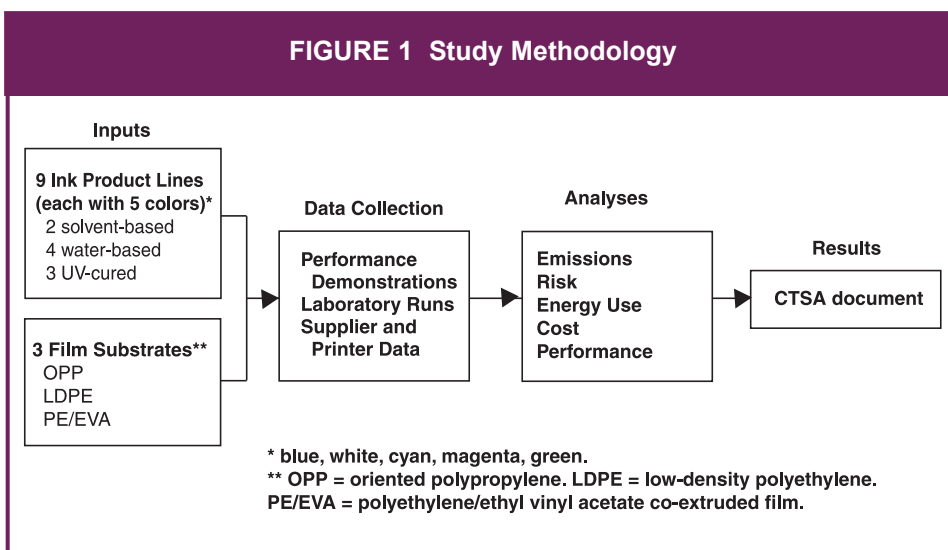 FIGURE 1 Study Methodology
Inputs
9 Ink Product Lines
(each with 5 colors)*
2 solvent-based
4 water-based
3 UV-cured
3 Film Substrates**
OPP
LDPE
PE/EVA
Data Collection
Performance
Demonstrations
Laboratory Runs
Supplier and
Printer Data
Analyses
Emissions
Risk
Energy Use
Cost
Performance
Results
CTSA document
* blue, white, cyan, magenta, green.
** OPP = oriented polypropylene. LDPE = low-density polyethylene.
PE/EVA = polyethylene/ethyl vinyl acetate co-extruded film.